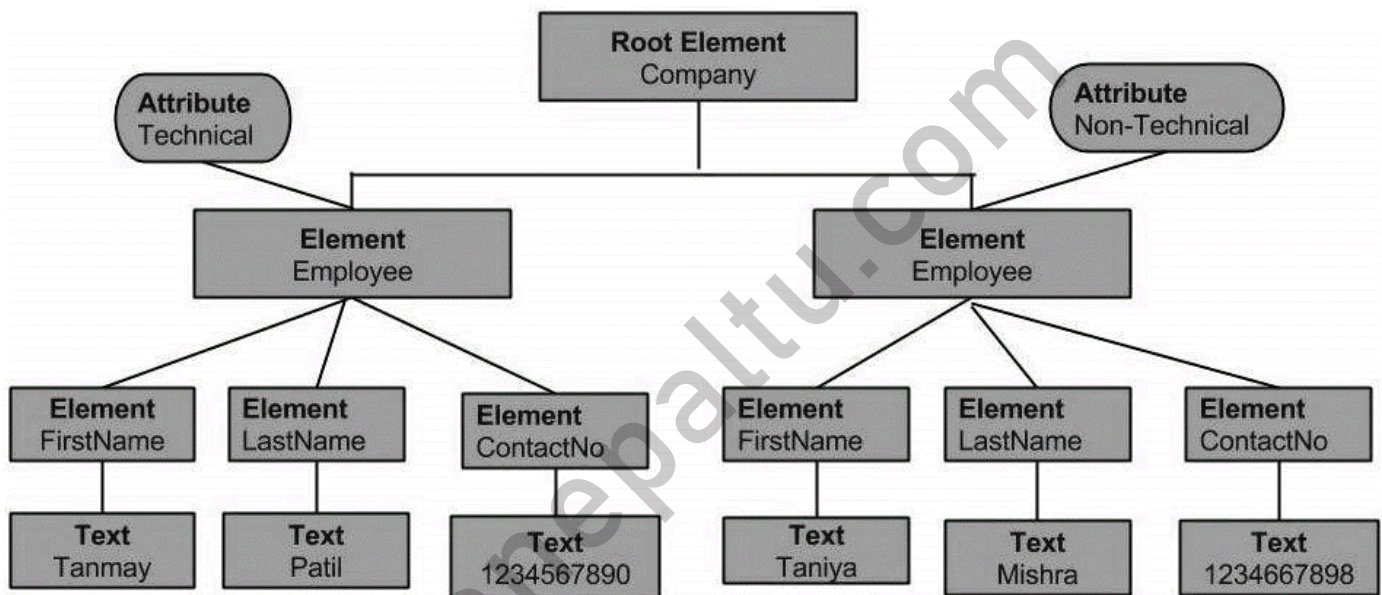 Root Element
Company
Attribute
Technical
Attribute
Non-Technical
Element
Employee
Element
Employee
Element
FirstName
Element
LastName
Element
ContactNo
Element
FirstName
Element
LastName
Element
ContactNo
Text
Tanmay
Text
Patil
Text
1234567890
Text
Taniya
Text
Mishra
Text
1234667898